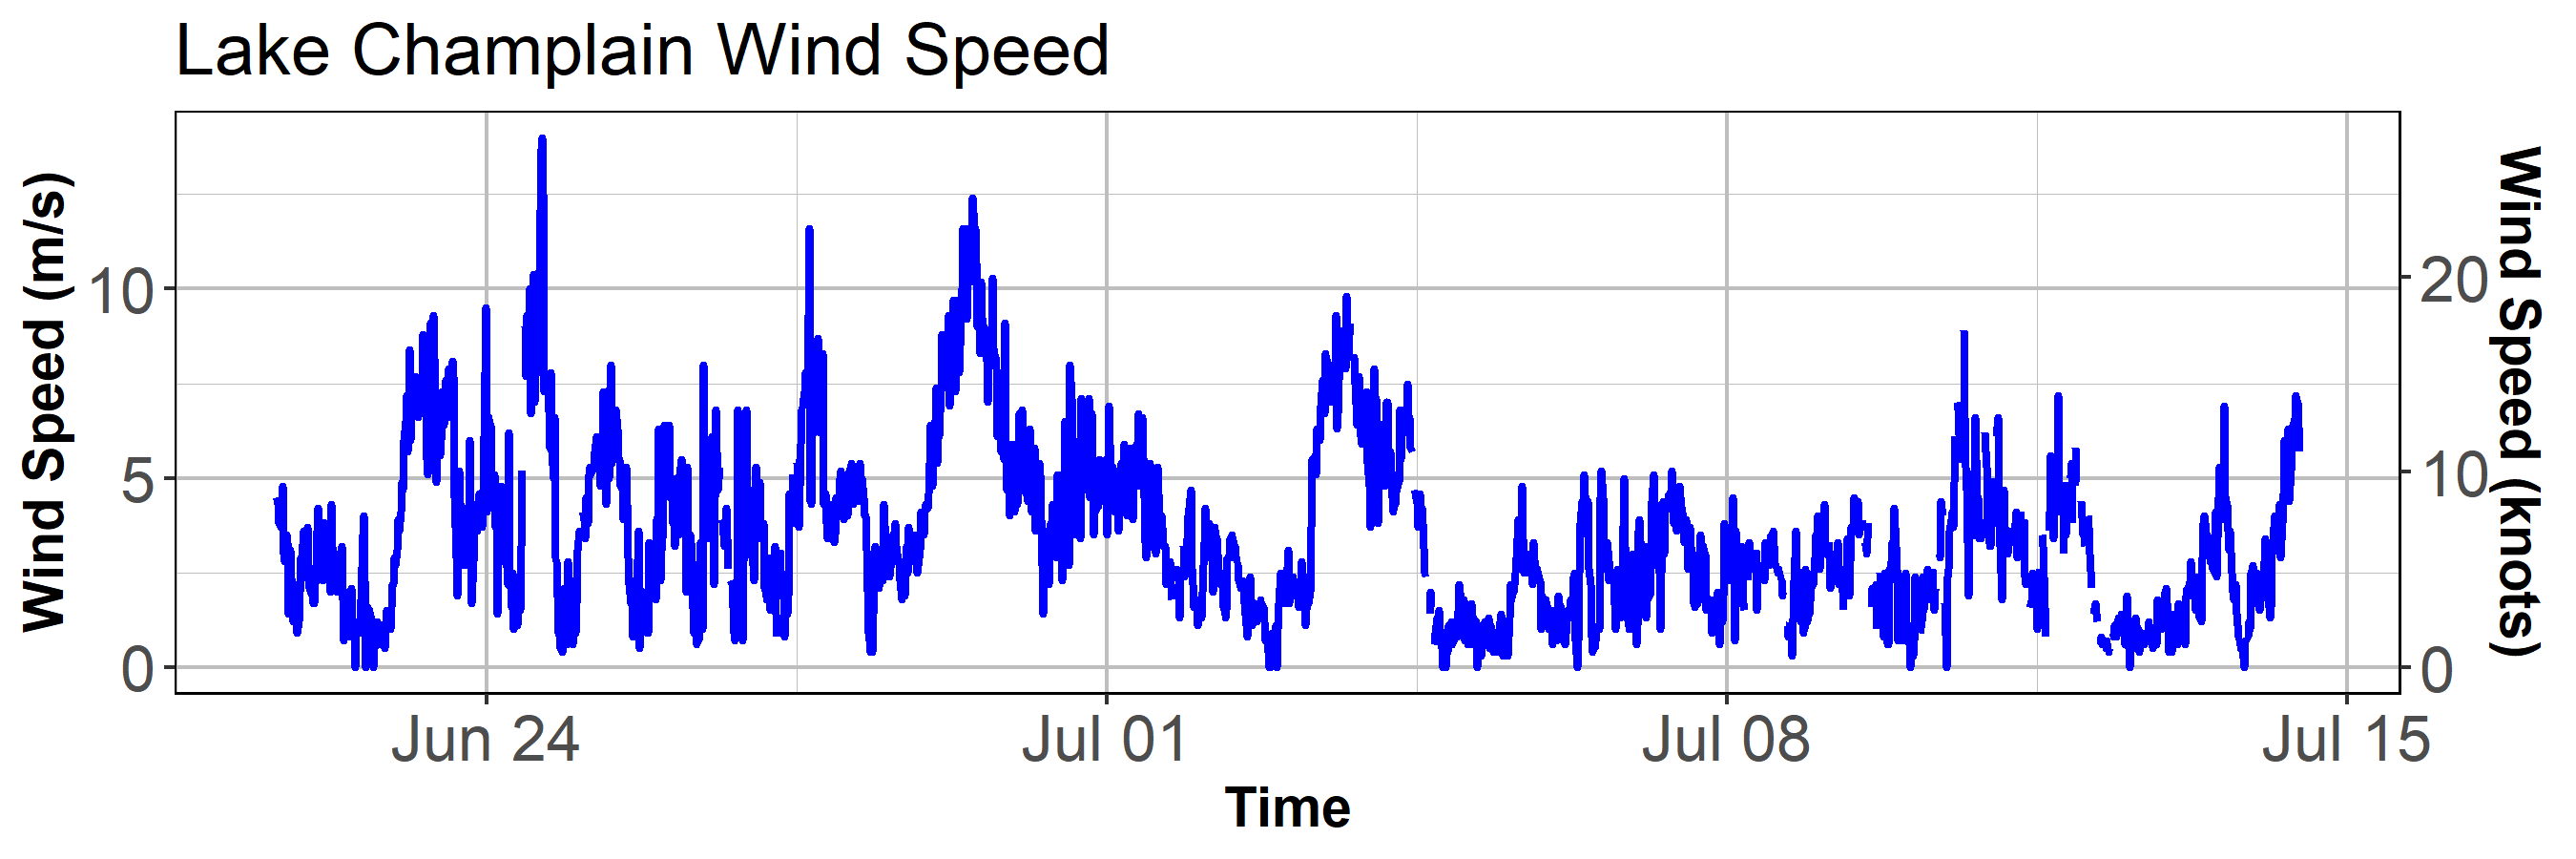 Lake Champlain Wind Speed
Wind Speed (m/s)
10
5
0
20
10
0
Wind Speed (knots)
Jun 24
Jul 01
Jul 08
Jul 15
Time